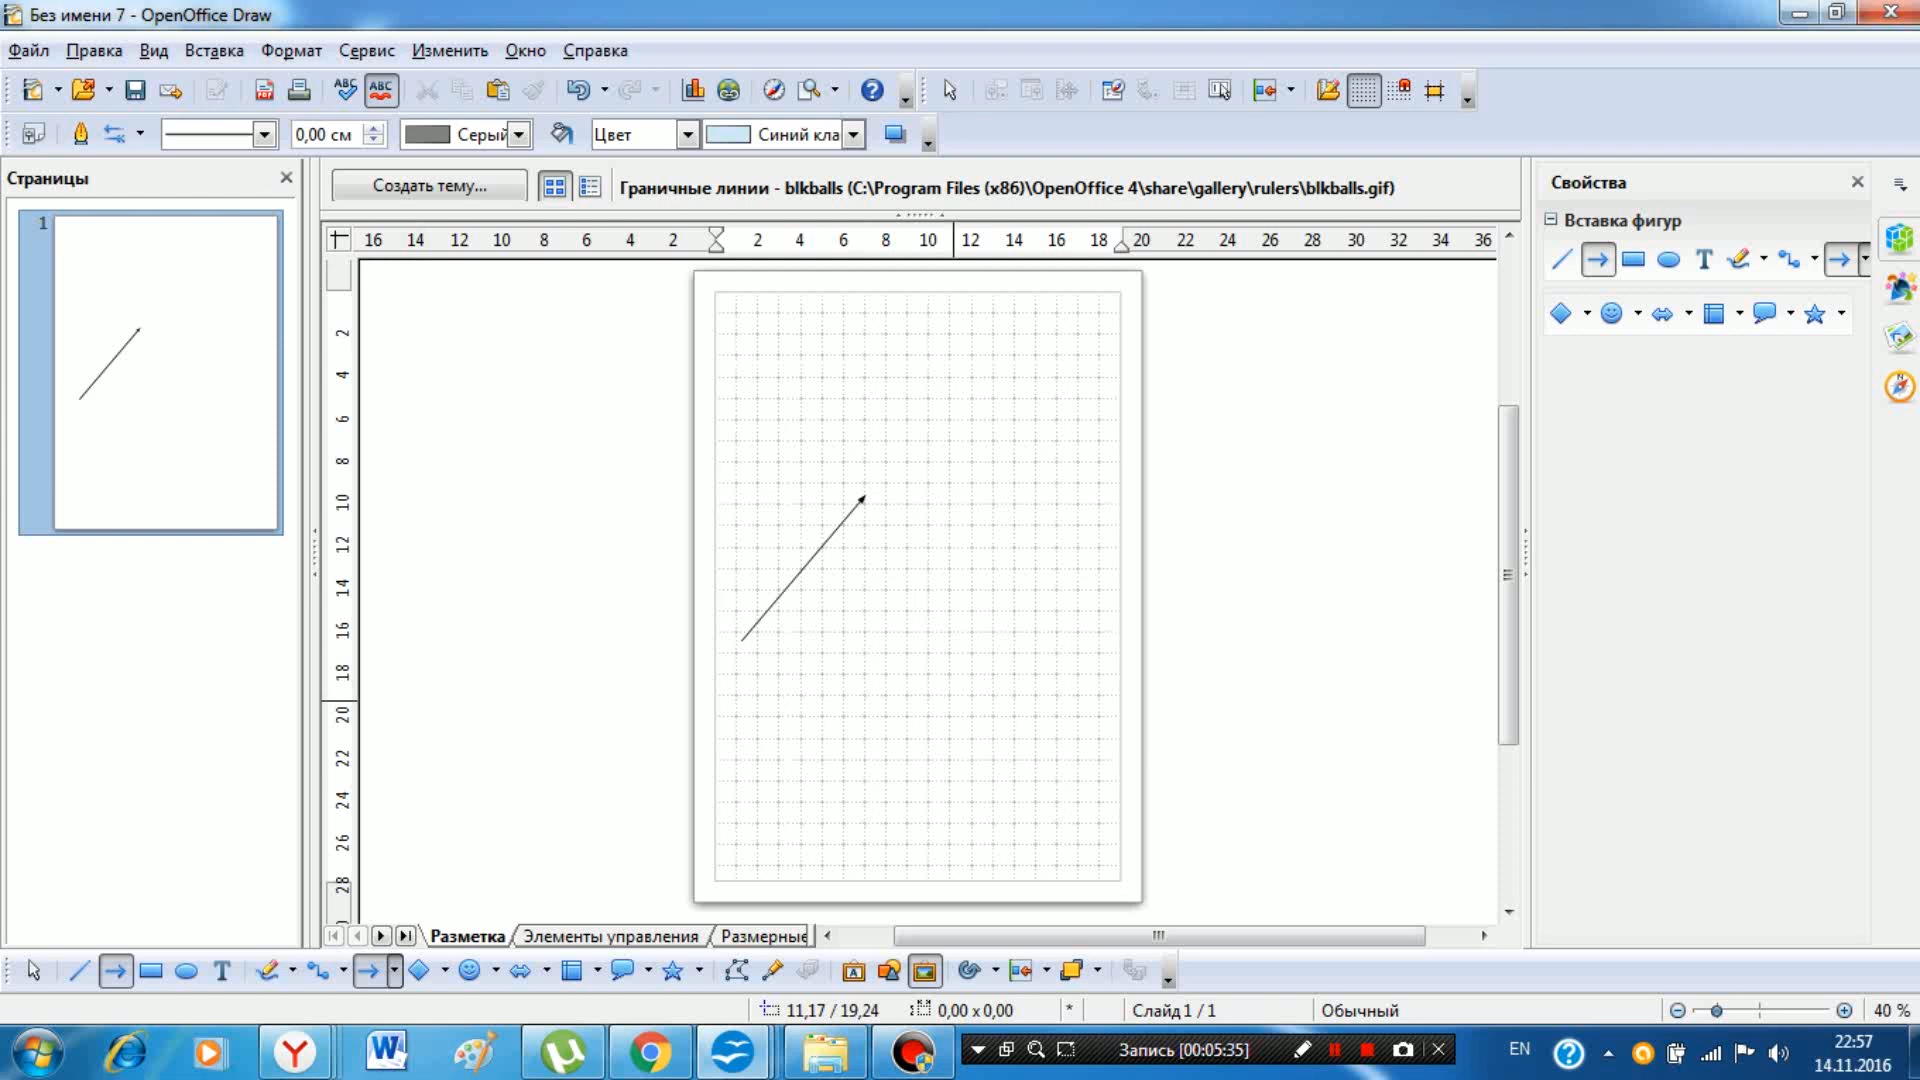 Без имени 7 - OpenOffice Draw
Файл Правка Вид Вставка Формат Сервис Изменить Окно Справка
ABC ABC
0,00 см Серый Цвет Синий кла
Страницы
Создать тему... Граничные линии - blkballs (C:\Program Files (x86)\OpenOffice 4\share\gallery\rulers\blkballs.gif)
Свойства
Вставка фигур
16 14 12 10 8 6 4 2 2 4 6 8 10 12 14 16 18 20 22 24 26 28 30 32 34 36
1
2
4
6
8
10
12
14
16
18
20
22
24
26
28
Разметка Элементы управления Размерные
11,17 / 19,24 0,00 x 0,00 * Слайд 1 / 1 Обычный 40 %
Запись [00:05:35] EN 22:57
14.11.2016